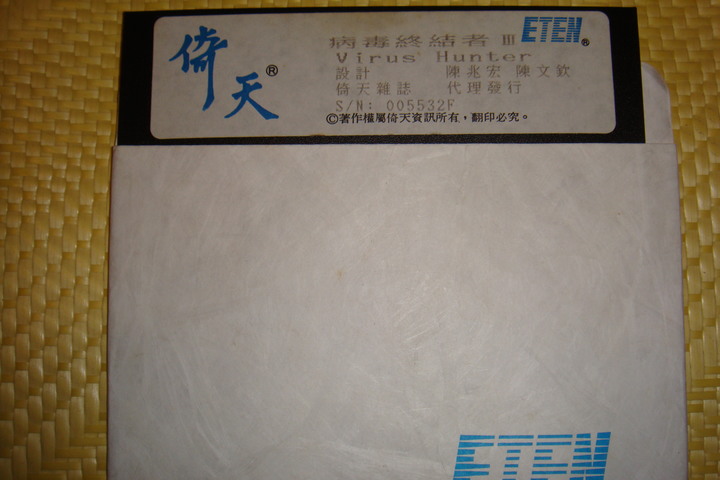 倚天®
病毒終結者 III
ETEN®
Virus Hunter
設計 陳兆宏 陳文欽
倚天雜誌 代理發行
S/N: 005532F
©著作權屬倚天資訊所有，翻印必究。
ETEN